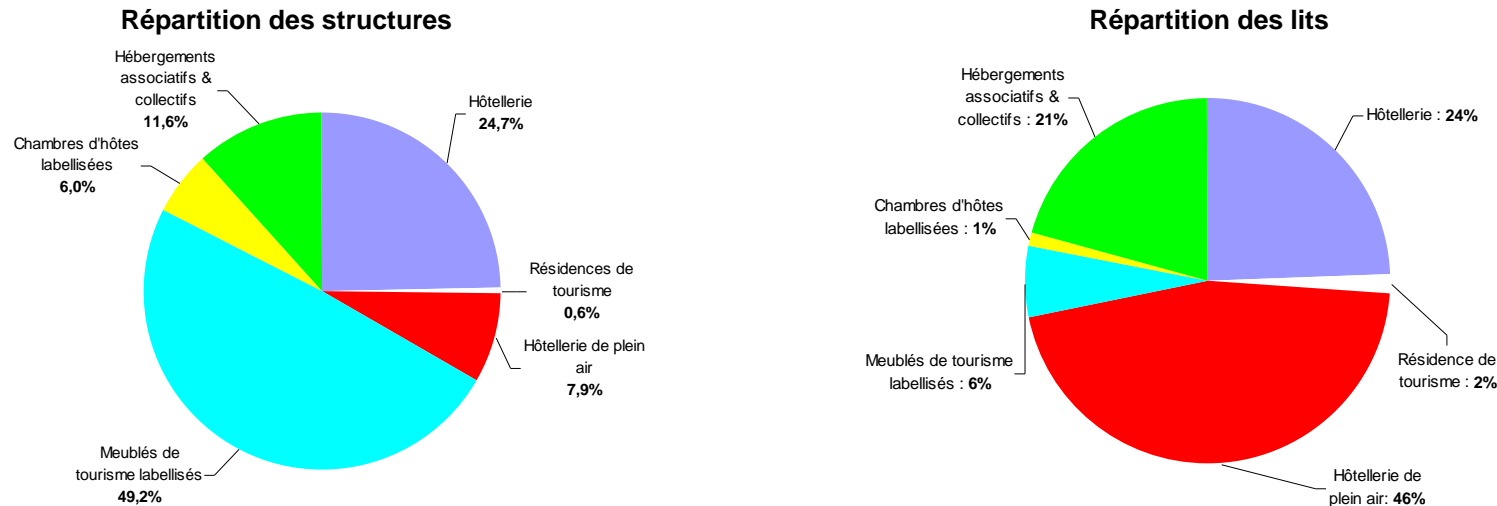 Répartition des structures
Hébergements
associatifs &
collectifs
11,6%
Hôtellerie
24,7%
Chambres d'hôtes
labellisées
6,0%
Résidences de
tourisme
0,6%
Hôtellerie de plein
air
7,9%
Meublés de
tourisme labellisés
49,2%
Répartition des lits
Hébergements
associatifs &
collectifs : 21%
Hôtellerie : 24%
Chambres d'hôtes
labellisées : 1%
Meublés de tourisme
labellisés : 6%
Résidence de
tourisme : 2%
Hôtellerie de
plein air: 46%